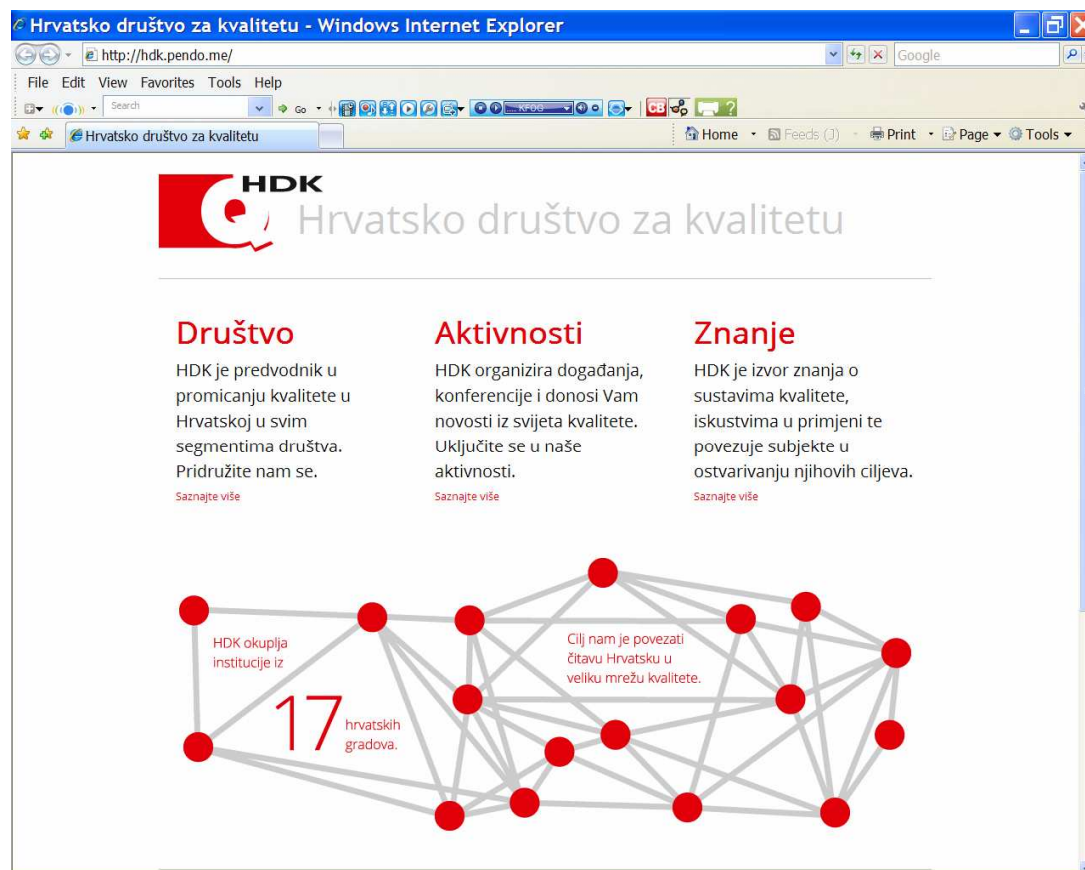 Hrvatsko društvo za kvalitetu - Windows Internet Explorer
http://hdk.pendo.me/
Google
File Edit View Favorites Tools Help
Search
Go
KFOG
CB
Hrvatsko društvo za kvalitetu
Home Feeds (J) Print Page Tools
HDK
Hrvatsko društvo za kvalitetu
Društvo
HDK je predvodnik u
promicanju kvalitete u
Hrvatskoj u svim
segmentima društva.
Pridružite nam se.
Saznajte više
Aktivnosti
HDK organizira događanja,
konferencije i donosi Vam
novosti iz svijeta kvalitete.
Uključite se u naše
aktivnosti.
Saznajte više
Znanje
HDK je izvor znanja o
sustavima kvalitete,
iskustvima u primjeni te
povezuje subjekte u
ostvarivanju njihovih ciljeva.
Saznajte više
HDK okuplja
institucije iz
17 hrvatskih
gradova.
Cilj nam je povezati
čitavu Hrvatsku u
veliku mrežu kvalitete.